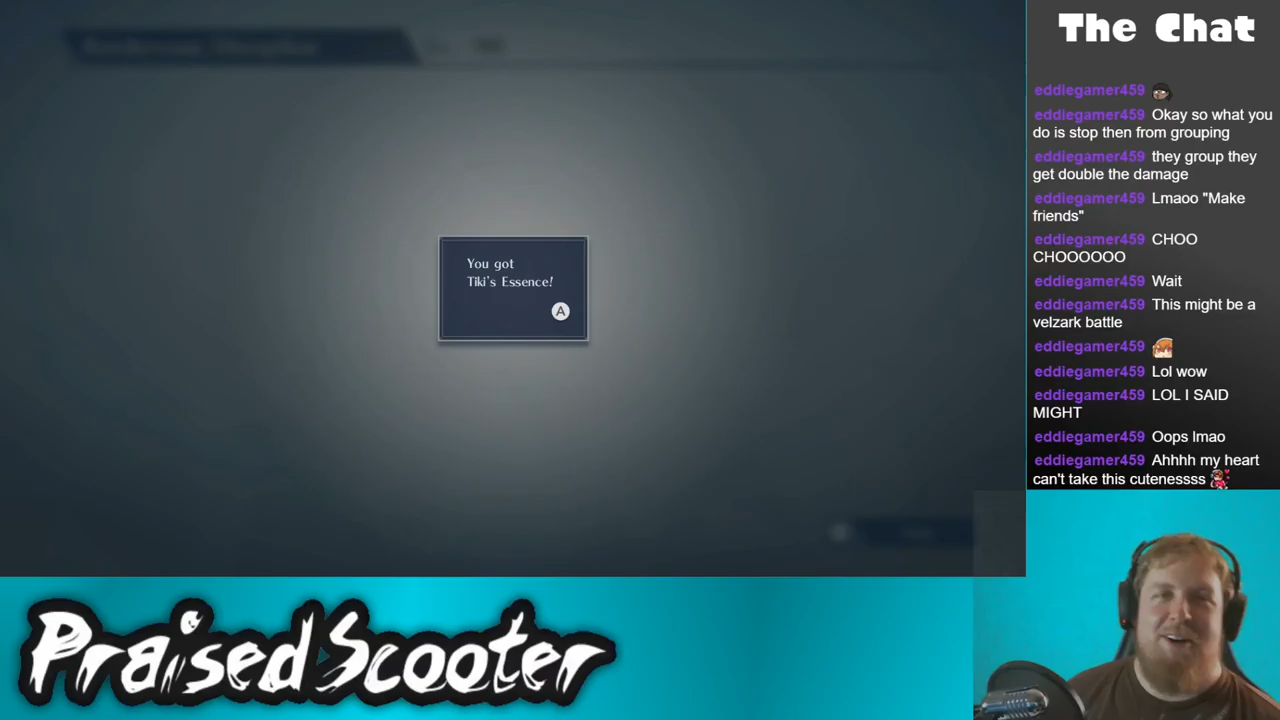 You got
Tiki's Essence!
A
The Chat
eddiegamer459
eddiegamer459 Okay so what you
do is stop then from grouping
eddiegamer459 they group they
get double the damage
eddiegamer459 Lmaoo "Make
friends"
eddiegamer459 CHOO
CHOOOOOO
eddiegamer459 Wait
eddiegamer459 This might be a
velzark battle
eddiegamer459
eddiegamer459 Lol wow
eddiegamer459 LOL I SAID
MIGHT
eddiegamer459 Oops lmao
eddiegamer459 Ahhhh my heart
can't take this cutenessss
PraisedScooter